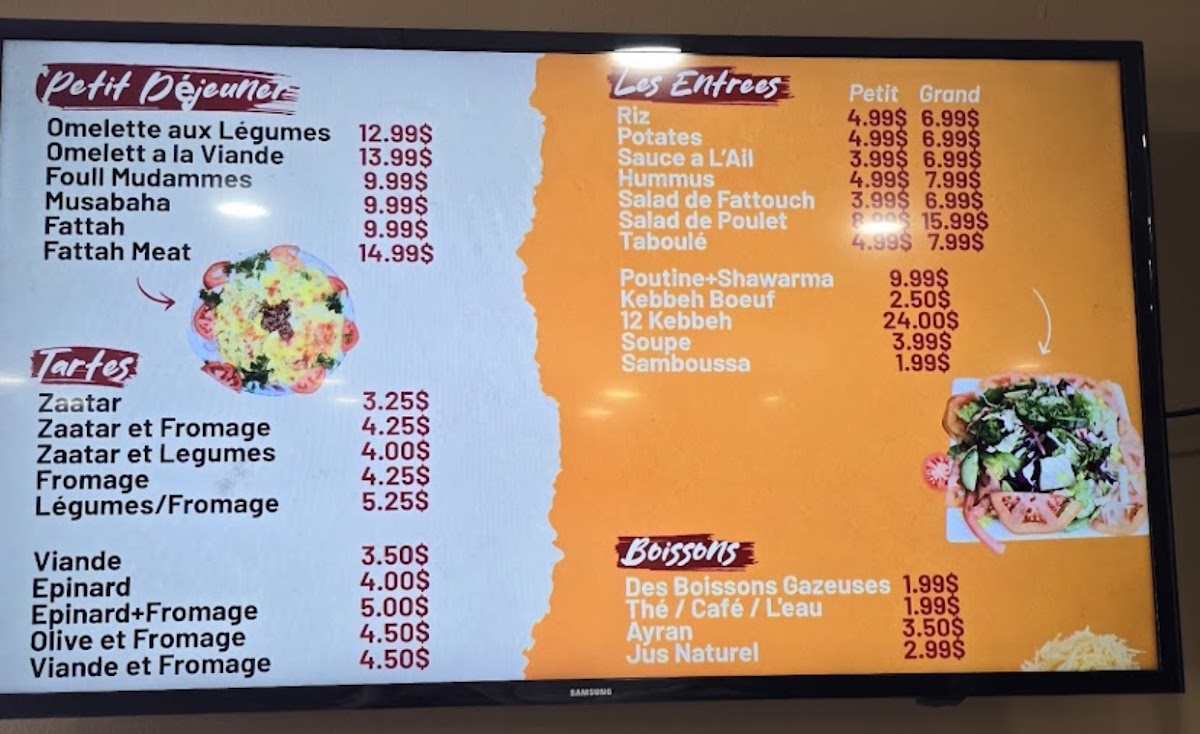 Petit Déjeuner
Omelette aux Légumes 12.99$
Omelett a la Viande 13.99$
Foull Mudammes 9.99$
Musabaha 9.99$
Fattah 9.99$
Fattah Meat 14.99$
Tartes
Zaatar 3.25$
Zaatar et Fromage 4.25$
Zaatar et Legumes 4.00$
Fromage 4.25$
Légumes/Fromage 5.25$
Viande 3.50$
Epinard 4.00$
Epinard+Fromage 5.00$
Olive et Fromage 4.50$
Viande et Fromage 4.50$
Les Entrees Petit Grand
Riz 4.99$ 6.99$
Potates 4.99$ 6.99$
Sauce a L'Ail 3.99$ 6.99$
Hummus 4.99$ 7.99$
Salad de Fattouch 3.99$ 6.99$
Salad de Poulet 8.99$ 15.99$
Taboulé 4.99$ 7.99$
Poutine+Shawarma 9.99$
Kebbeh Boeuf 2.50$
12 Kebbeh 24.00$
Soupe 3.99$
Samboussa 1.99$
Boissons
Des Boissons Gazeuses 1.99$
Thé / Café / L'eau 1.99$
Ayran 3.50$
Jus Naturel 2.99$
SAMSUNG